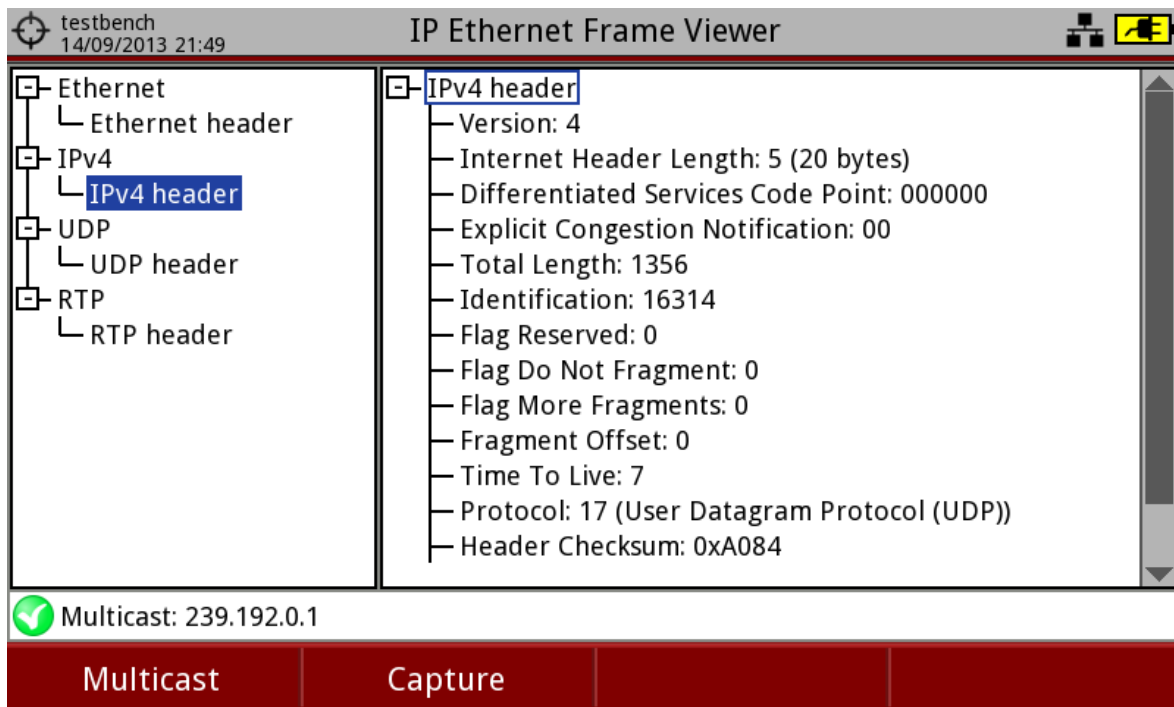 testbench
14/09/2013 21:49
IP Ethernet Frame Viewer
Ethernet
Ethernet header
IPv4
IPv4 header
UDP
UDP header
RTP
RTP header
IPv4 header
Version: 4
Internet Header Length: 5 (20 bytes)
Differentiated Services Code Point: 000000
Explicit Congestion Notification: 00
Total Length: 1356
Identification: 16314
Flag Reserved: 0
Flag Do Not Fragment: 0
Flag More Fragments: 0
Fragment Offset: 0
Time To Live: 7
Protocol: 17 (User Datagram Protocol (UDP))
Header Checksum: 0xA084
Multicast: 239.192.0.1
Multicast
Capture